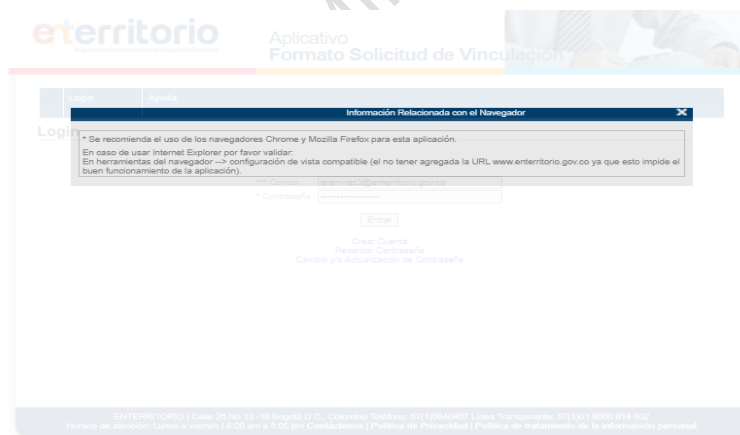 eterritorio
Aplicativo
Formato Solicitud de Vinculación
Login Ayuda
Información Relacionada con el Navegador
Login
* Se recomienda el uso de los navegadores Chrome y Mozilla Firefox para esta aplicación.
En caso de usar Internet Explorer por favor validar:
En herramientas del navegador --> configuración de vista compatible (el no tener agregada la URL www.enterritorio.gov.co ya que esto impide el
buen funcionamiento de la aplicación).
* Correo : aramirez3@enterritorio.gov.co
* Contraseña
Entrar
Crear Cuenta
Recordar Contraseña
Cambio y/o Actualización de Contraseña
ENTERRITORIO | Calle 26 No 13 -19 Bogotá D.C., Colombia Teléfono: 57(1)5940407 Línea Transparente: 57(1)01 8000 914 502
Horario de atención: Lunes a viernes | 8:00 am a 5:00 pm Contáctenos | Política de Privacidad | Política de tratamiento de la información personal